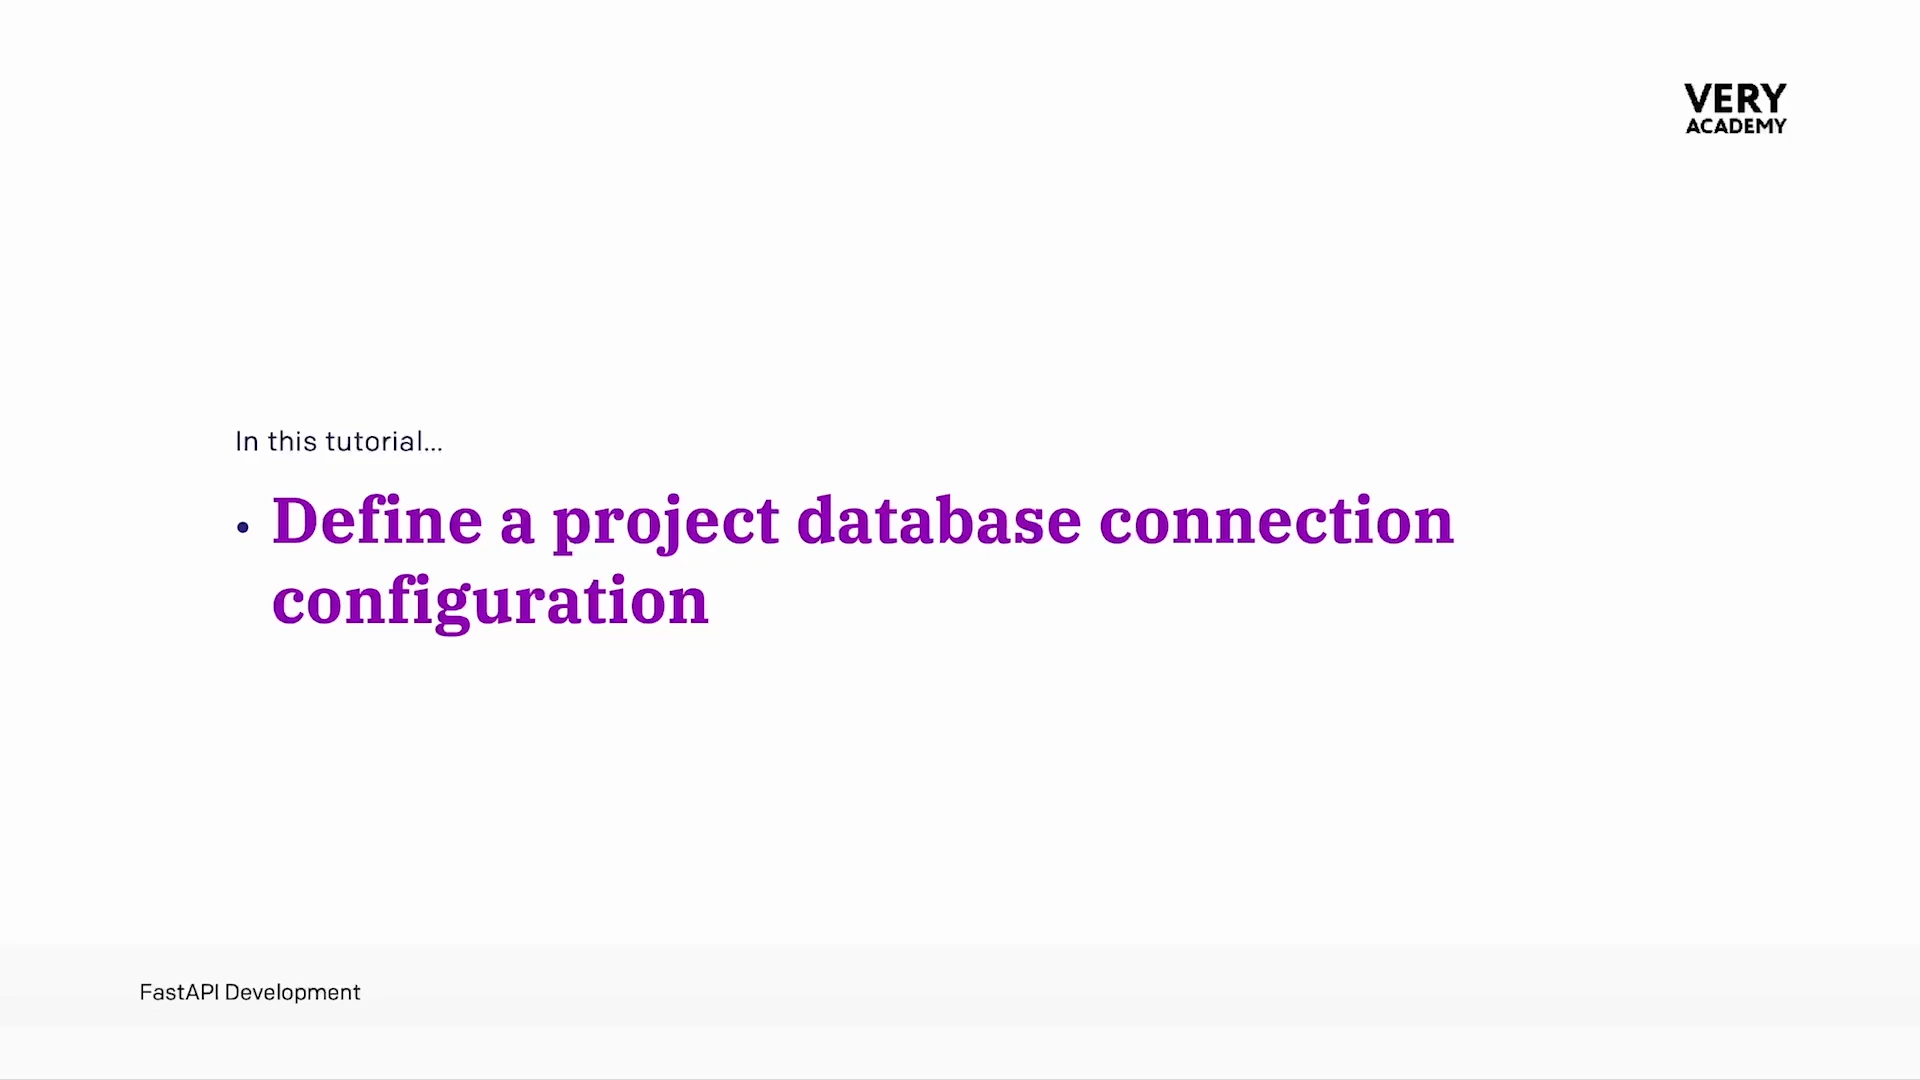 VERY
ACADEMY
In this tutorial...
• Define a project database connection
configuration
FastAPI Development